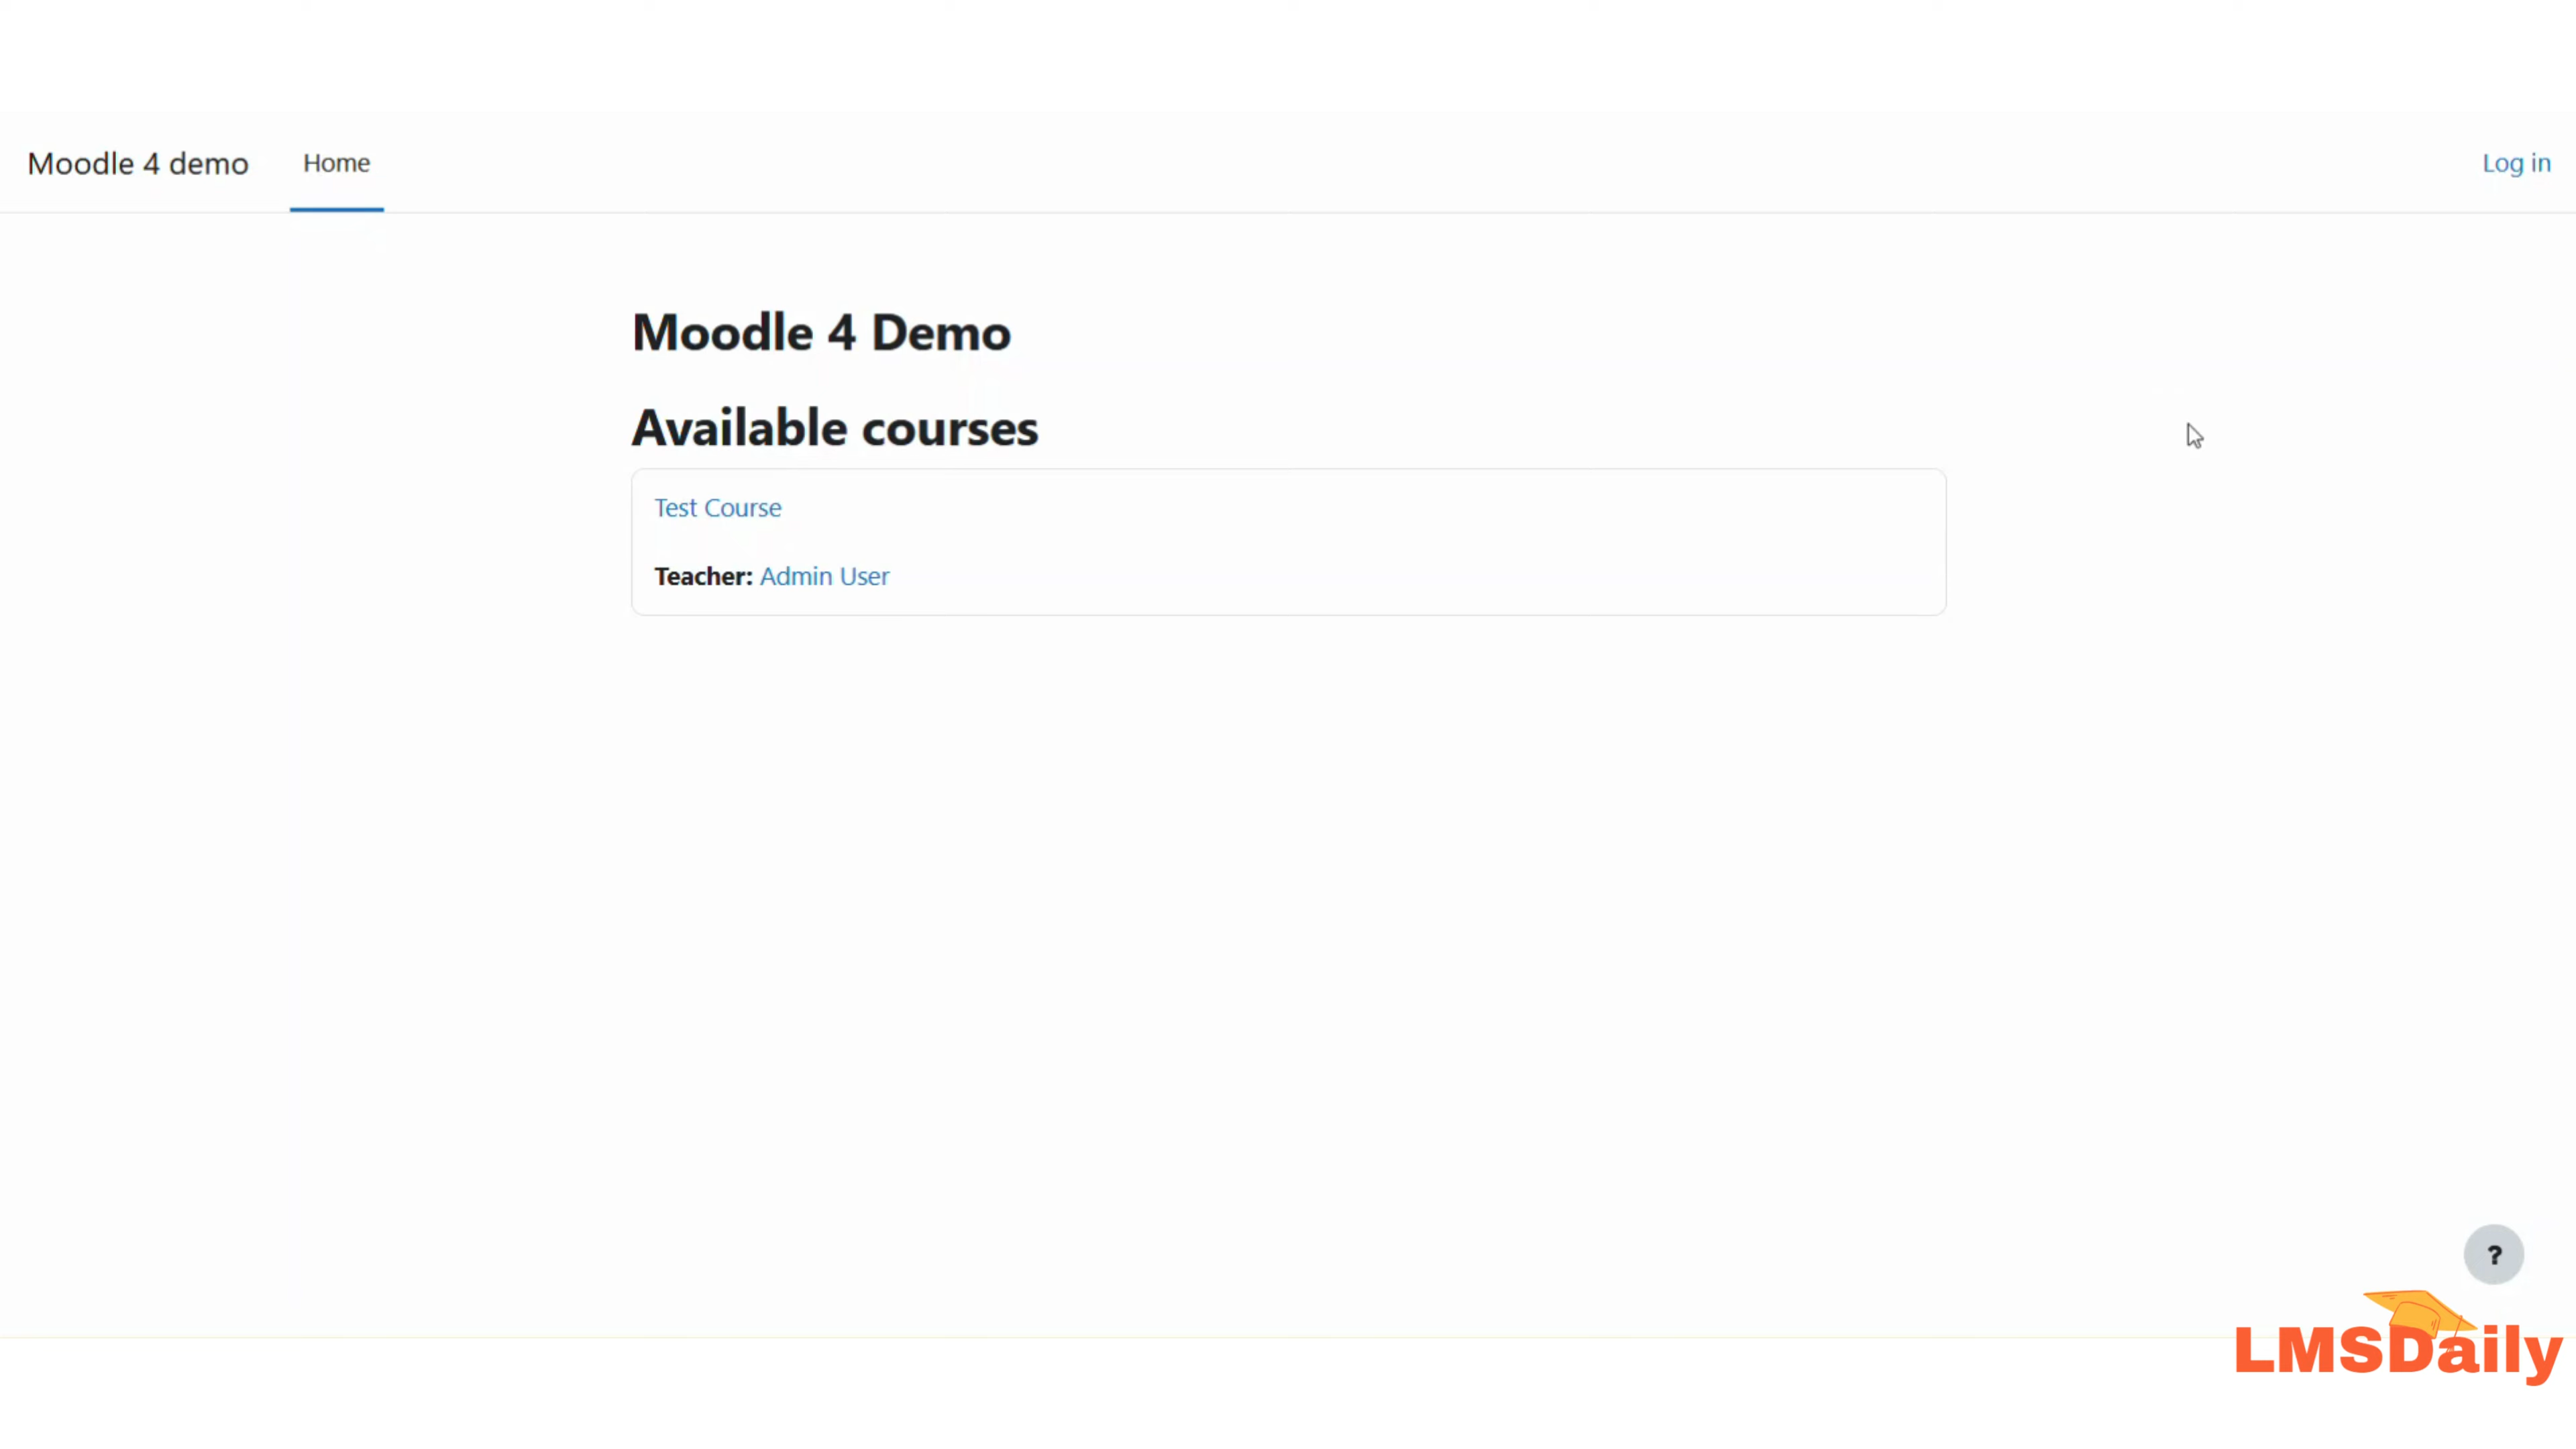 Moodle 4 demo Home Log in
Moodle 4 Demo
Available courses
Test Course
Teacher: Admin User
?
LMSDaily